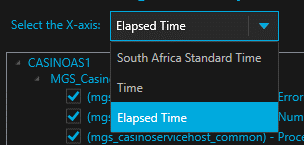 Select the X-axis: Elapsed Time
South Africa Standard Time
Time
Elapsed Time
CASINOAS1
MGS_Casino
(mgs Error
(mgs Num
(mgs_casinoservicehost_common) - Proce